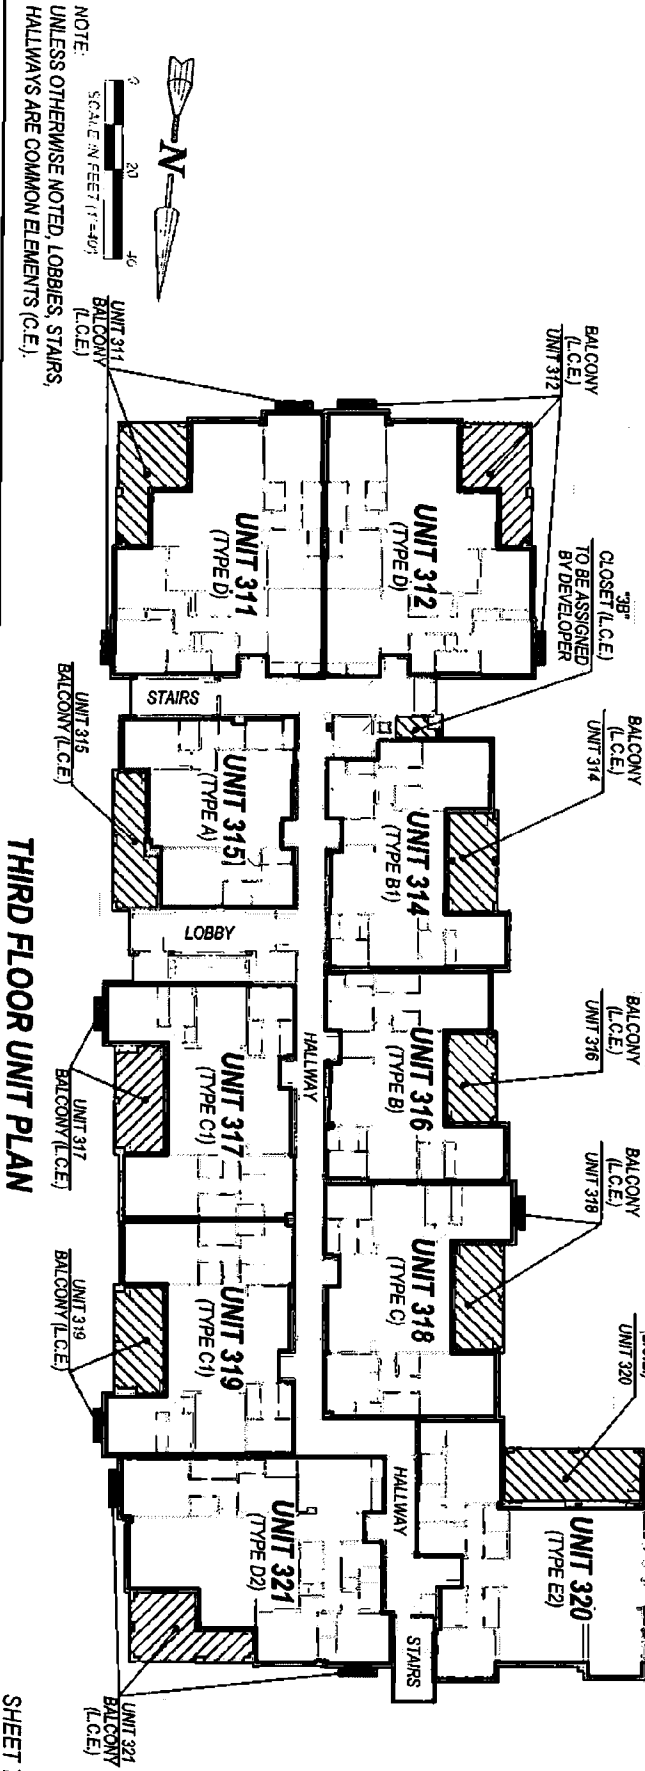 NOTE:
UNLESS OTHERWISE NOTED, LOBBIES, STAIRS,
HALLWAYS ARE COMMON ELEMENTS (C.E.).
0 20 40
SCALE IN FEET (1"=40')
N
UNIT 311
BALCONY
(L.C.E.)
BALCONY
(L.C.E.)
UNIT 312
"3B"
CLOSET (L.C.E.)
TO BE ASSIGNED
BY DEVELOPER
BALCONY
(L.C.E.)
UNIT 314
BALCONY
(L.C.E.)
UNIT 316
BALCONY
(L.C.E.)
UNIT 318
UNIT 320
UNIT 312
(TYPE D)
UNIT 311
(TYPE D)
STAIRS
UNIT 315
BALCONY (L.C.E.)
UNIT 315
(TYPE A)
UNIT 314
(TYPE B1)
LOBBY
HALLWAY
UNIT 316
(TYPE B)
UNIT 317
(TYPE C1)
UNIT 317
BALCONY (L.C.E.)
UNIT 318
(TYPE C)
UNIT 319
(TYPE C1)
UNIT 319
BALCONY (L.C.E.)
HALLWAY
UNIT 320
(TYPE E2)
UNIT 321
(TYPE D2)
STAIRS
UNIT 321
BALCONY
(L.C.E.)
THIRD FLOOR UNIT PLAN
SHEET